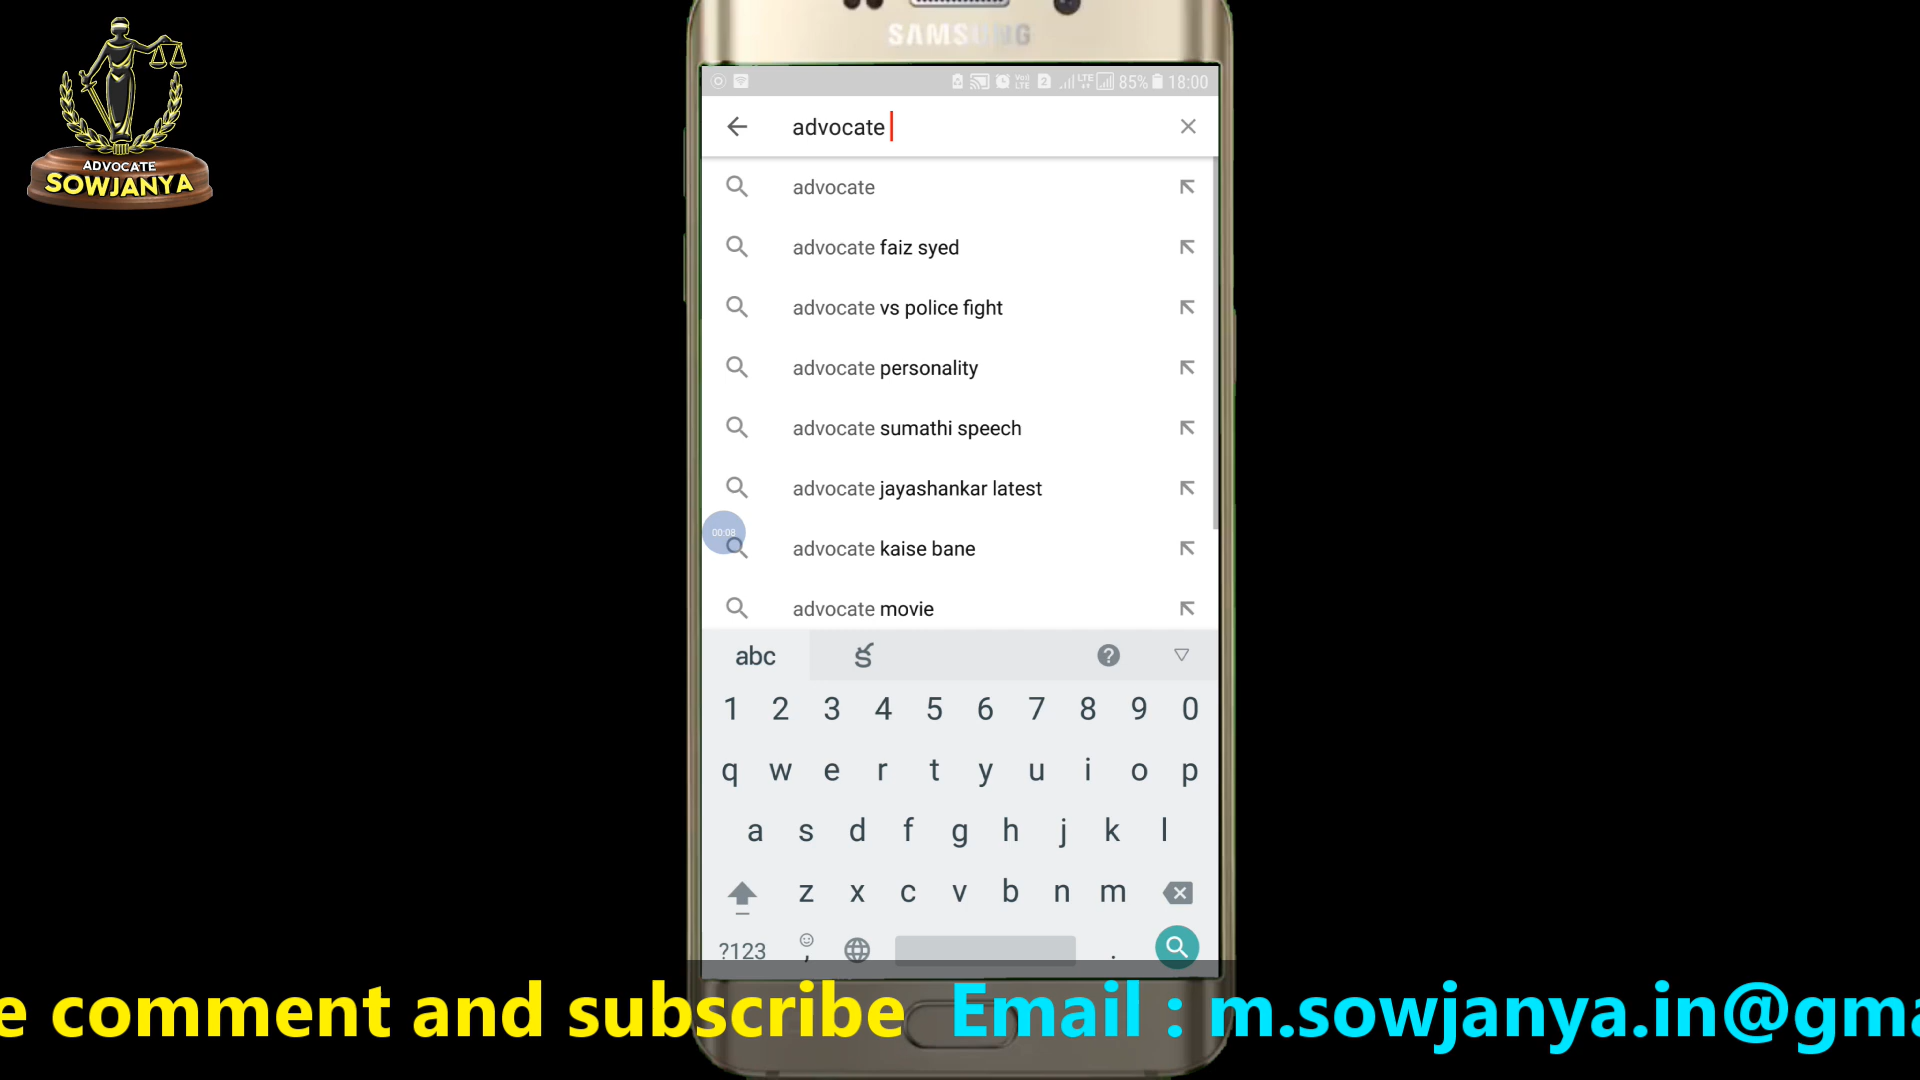 SAMSUNG
ADVOCATE
SOWJANYA
85% 18:00
advocate
advocate
advocate faiz syed
advocate vs police fight
advocate personality
advocate sumathi speech
advocate jayashankar latest
00:08
advocate kaise bane
advocate movie
abc క
1 2 3 4 5 6 7 8 9 0
q w e r t y u i o p
a s d f g h j k l
z x c v b n m
?123 , .
e comment and subscribe Email : m.sowjanya.in@gma